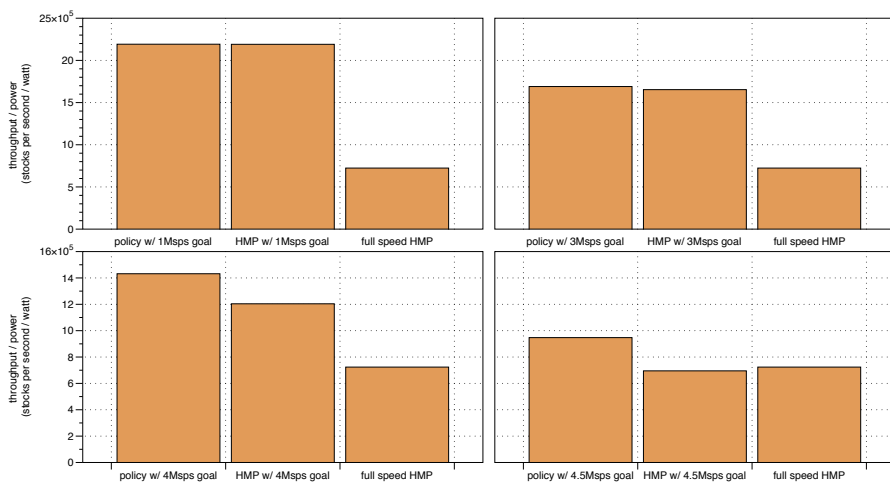 25×10⁵
20
15
10
5
0
throughput / power
(stocks per second / watt)
policy w/ 1Msps goal
HMP w/ 1Msps goal
full speed HMP
policy w/ 3Msps goal
HMP w/ 3Msps goal
full speed HMP
16×10⁵
14
12
10
8
6
4
2
0
throughput / power
(stocks per second / watt)
policy w/ 4Msps goal
HMP w/ 4Msps goal
full speed HMP
policy w/ 4.5Msps goal
HMP w/ 4.5Msps goal
full speed HMP